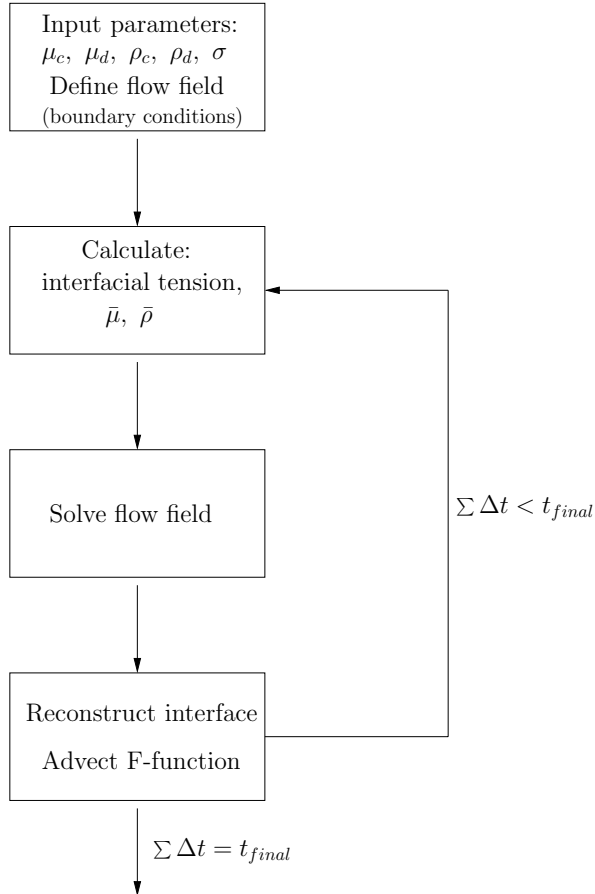 Input parameters:
μ_c, μ_d, ρ_c, ρ_d, σ
Define flow field
(boundary conditions)
Calculate:
interfacial tension,
μ̄, ρ̄
Solve flow field
∑ Δt < t_final
Reconstruct interface
Advect F-function
∑ Δt = t_final